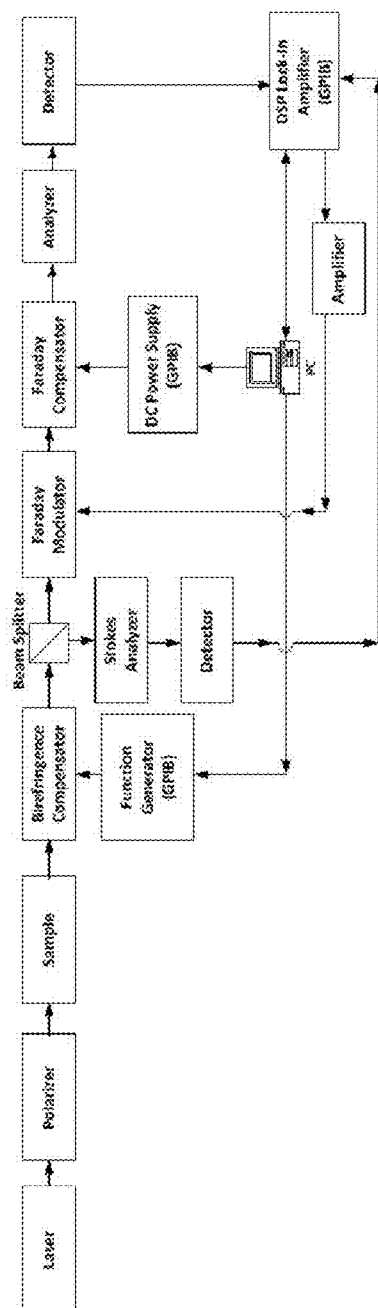 Laser
Polarizer
Sample
Birefringence
Compensator
Beam Splitter
Faraday
Modulator
Faraday
Compensator
Analyzer
Detector
Function
Generator
(GPIB)
Stokes
Analyzer
Detector
DC Power Supply
(GPIB)
PC
Amplifier
DSP Lock-In
Amplifier
(GPIB)